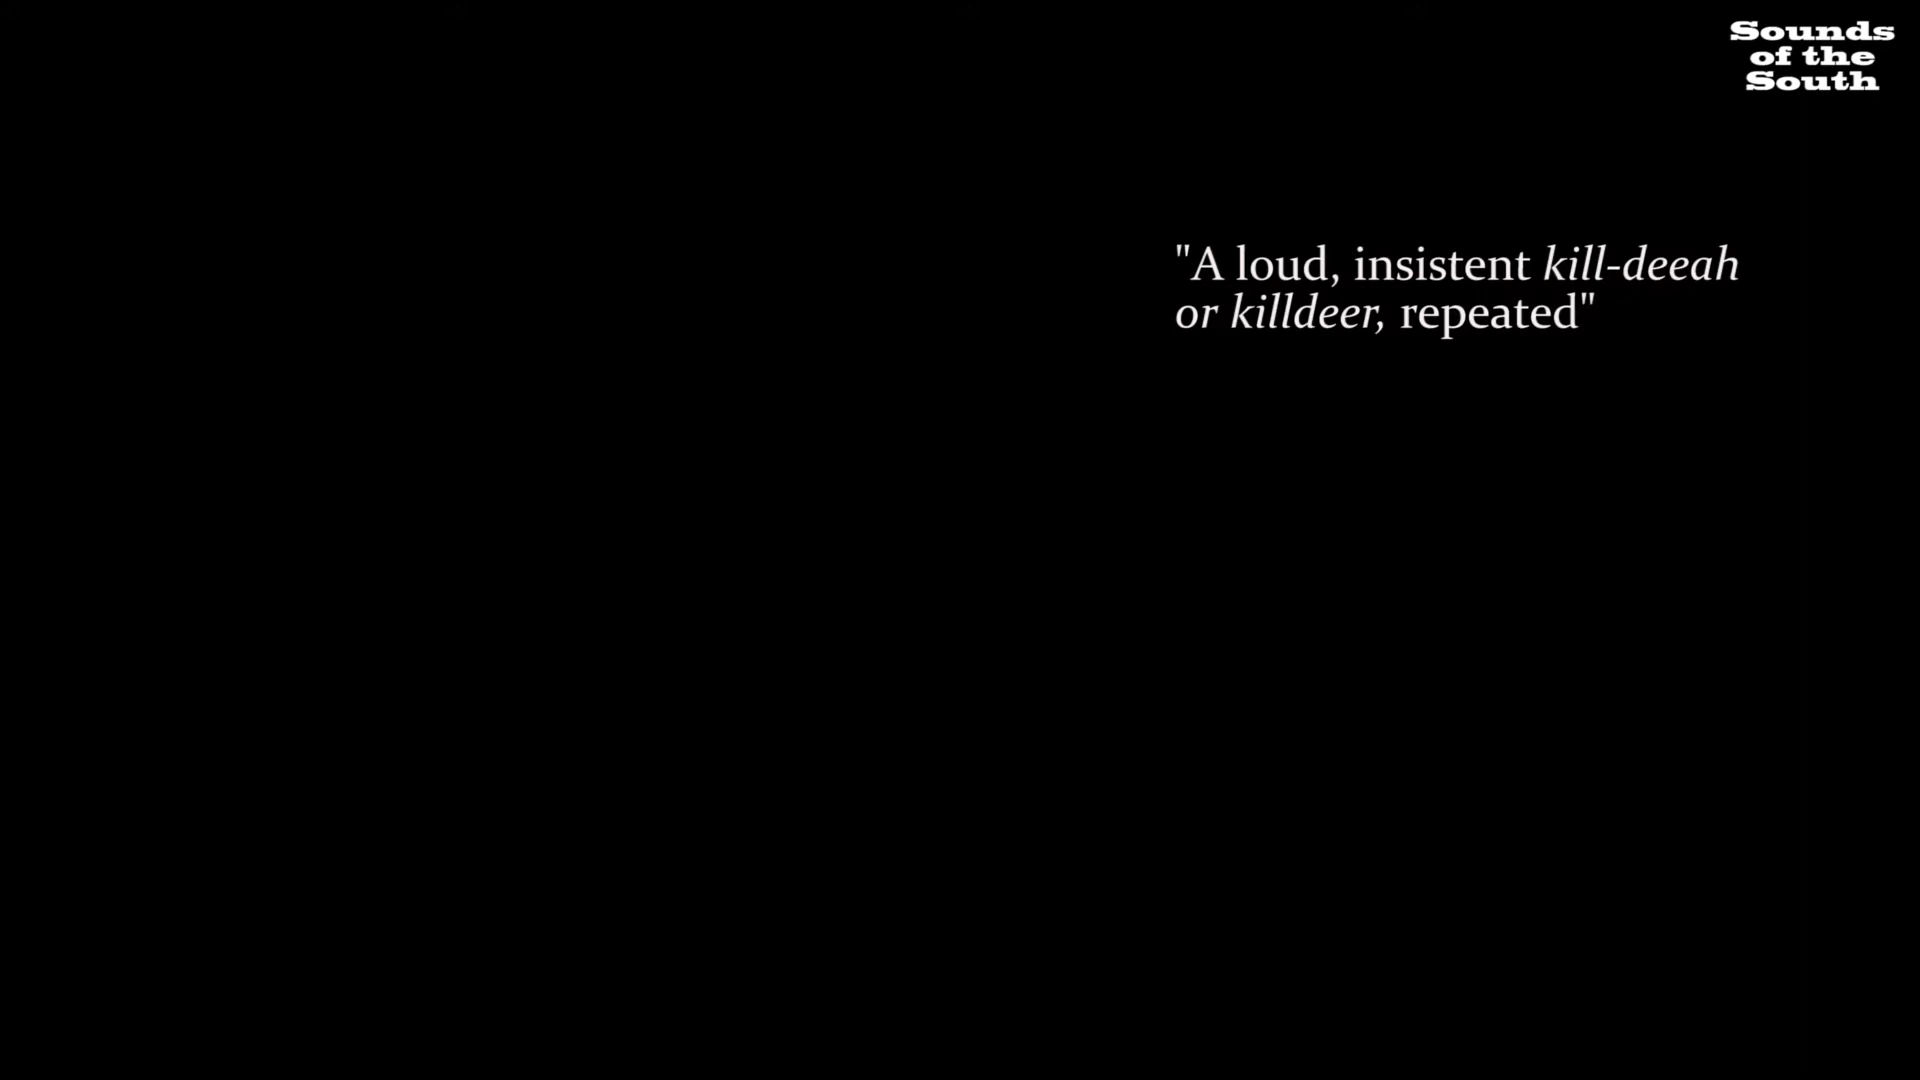 Sounds
of the
South
"A loud, insistent kill-deeah
or killdeer, repeated"